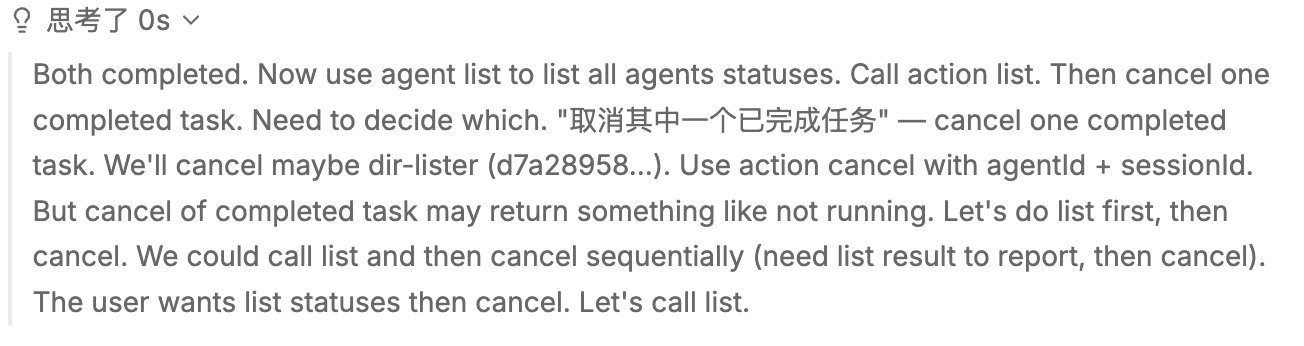 思考了 0s
Both completed. Now use agent list to list all agents statuses. Call action list. Then cancel one
completed task. Need to decide which. "取消其中一个已完成任务" — cancel one completed
task. We'll cancel maybe dir-lister (d7a28958...). Use action cancel with agentId + sessionId.
But cancel of completed task may return something like not running. Let's do list first, then
cancel. We could call list and then cancel sequentially (need list result to report, then cancel).
The user wants list statuses then cancel. Let's call list.